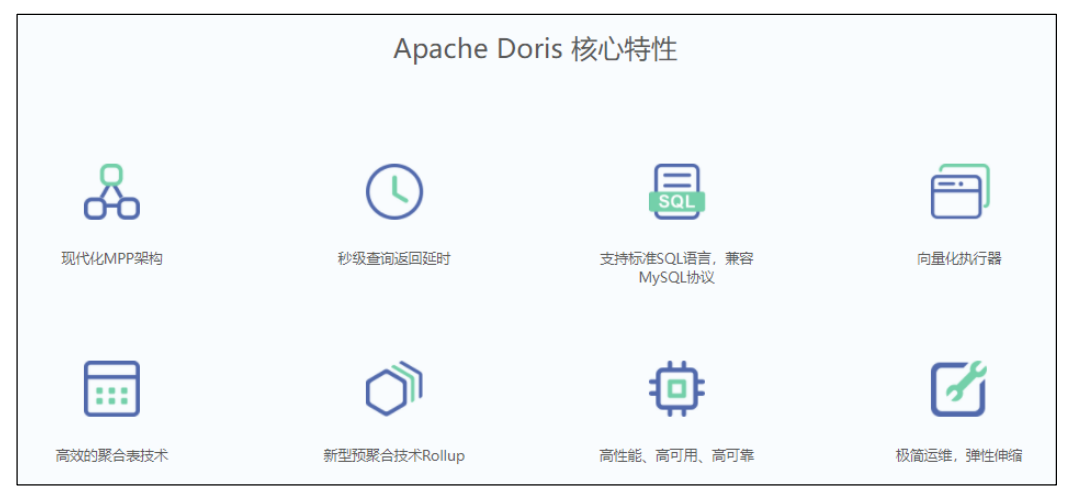 Apache Doris 核心特性
SQL
现代化MPP架构
秒级查询返回延时
支持标准SQL语言，兼容
MySQL协议
向量化执行器
高效的聚合表技术
新型预聚合技术Rollup
高性能、高可用、高可靠
极简运维，弹性伸缩